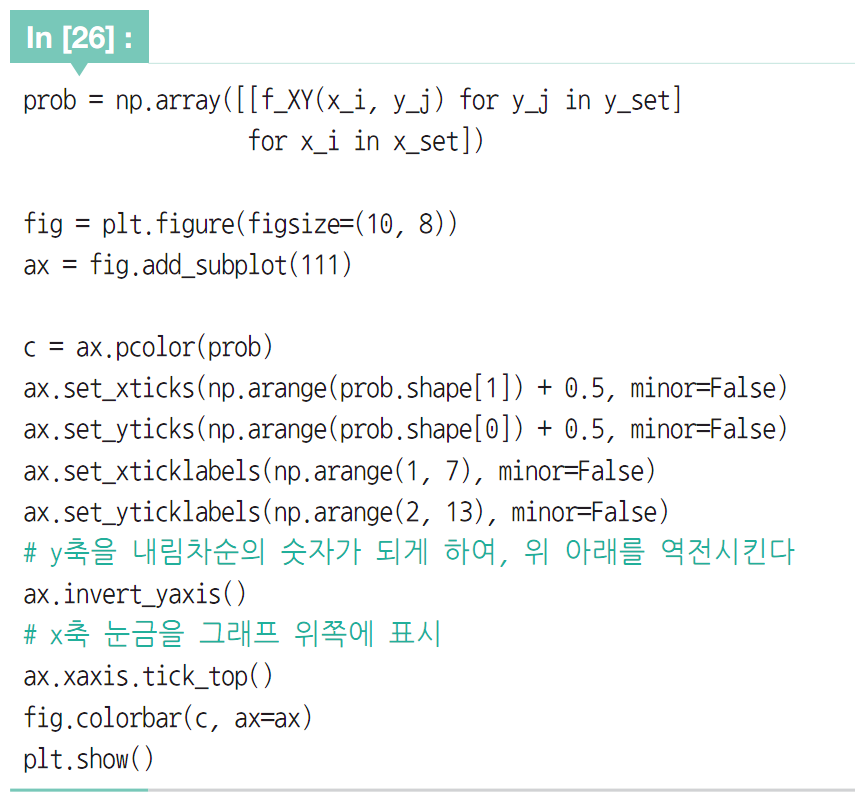 In [26] :
prob = np.array([[f_XY(x_i, y_j) for y_j in y_set]
                 for x_i in x_set])

fig = plt.figure(figsize=(10, 8))
ax = fig.add_subplot(111)

c = ax.pcolor(prob)
ax.set_xticks(np.arange(prob.shape[1]) + 0.5, minor=False)
ax.set_yticks(np.arange(prob.shape[0]) + 0.5, minor=False)
ax.set_xticklabels(np.arange(1, 7), minor=False)
ax.set_yticklabels(np.arange(2, 13), minor=False)
# y축을 내림차순의 숫자가 되게 하여, 위 아래를 역전시킨다
ax.invert_yaxis()
# x축 눈금을 그래프 위쪽에 표시
ax.xaxis.tick_top()
fig.colorbar(c, ax=ax)
plt.show()